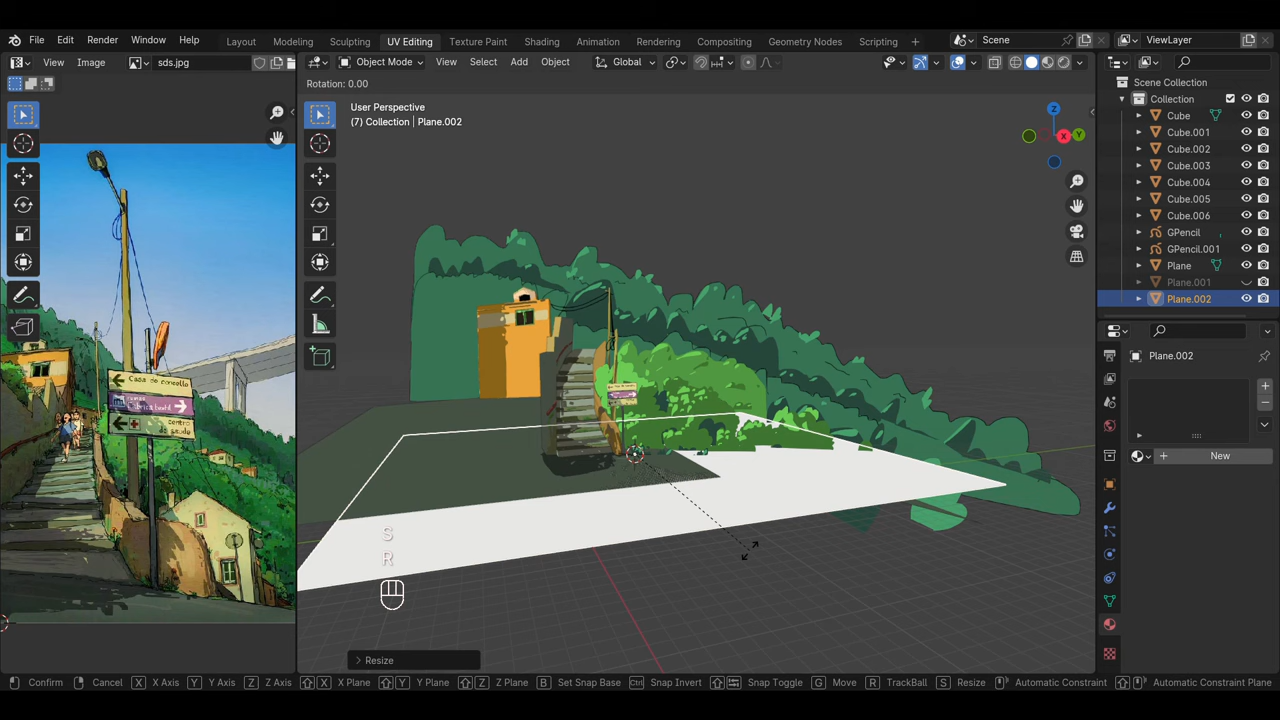 File Edit Render Window Help
Layout Modeling Sculpting UV Editing Texture Paint Shading Animation Rendering Compositing Geometry Nodes Scripting +
Scene
ViewLayer
View Image sds.jpg
Object Mode View Select Add Object Global
Rotation: 0.00
User Perspective
(7) Collection | Plane.002
Z
X
Y
Casa do concello
centro
de saude
S
R
Resize
Scene Collection
Collection
Cube
Cube.001
Cube.002
Cube.003
Cube.004
Cube.005
Cube.006
GPencil
GPencil.001
Plane
Plane.001
Plane.002
Plane.002
New
Confirm Cancel X X Axis Y Y Axis Z Z Axis X X Plane Y Y Plane Z Z Plane B Set Snap Base Ctrl Snap Invert Snap Toggle G Move R TrackBall S Resize Automatic Constraint Automatic Constraint Plane